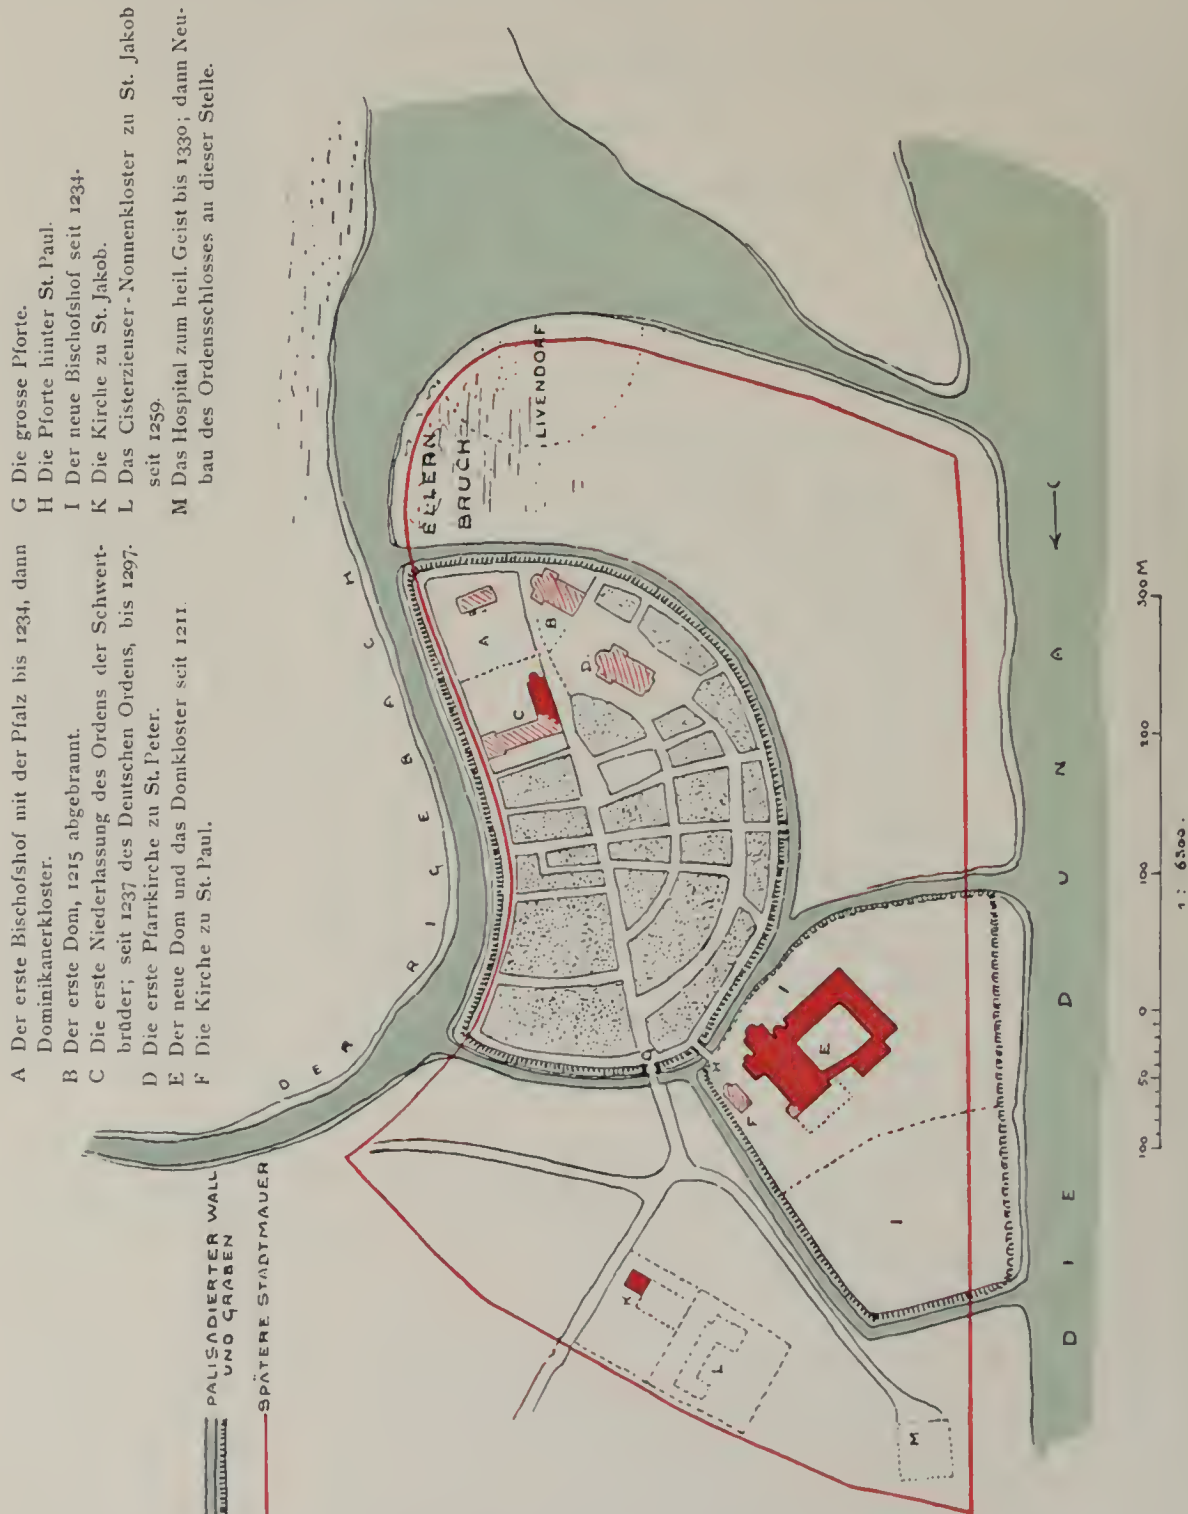 A Der erste Bischofshof mit der Pfalz bis 1234, dann
Dominikanerkloster.
B Der erste Dom, 1215 abgebrannt.
C Die erste Niederlassung des Ordens der Schwert-
brüder; seit 1237 des Deutschen Ordens, bis 1297.
D Die erste Pfarrkirche zu St. Peter.
E Der neue Dom und das Domkloster seit 1211.
F Die Kirche zu St. Paul.
G Die grosse Pforte.
H Die Pforte hinter St. Paul.
I Der neue Bischofshof seit 1234.
K Die Kirche zu St. Jakob.
L Das Cisterzieuser-Nonnenkloster zu St. Jakob
seit 1259.
M Das Hospital zum heil. Geist bis 1330; dann Neu-
bau des Ordensschlosses au dieser Stelle.
PALISADIERTER WALL
UND GRABEN
SPÄTERE STADTMAUER
DER RIGEBACH
ELLERN
BRUCH
LIVENDORF
A
B
C
D
G
H
F
I
E
I
K
L
M
DIE DUNA
100 50 0 100 200 300 M
1 : 6500.